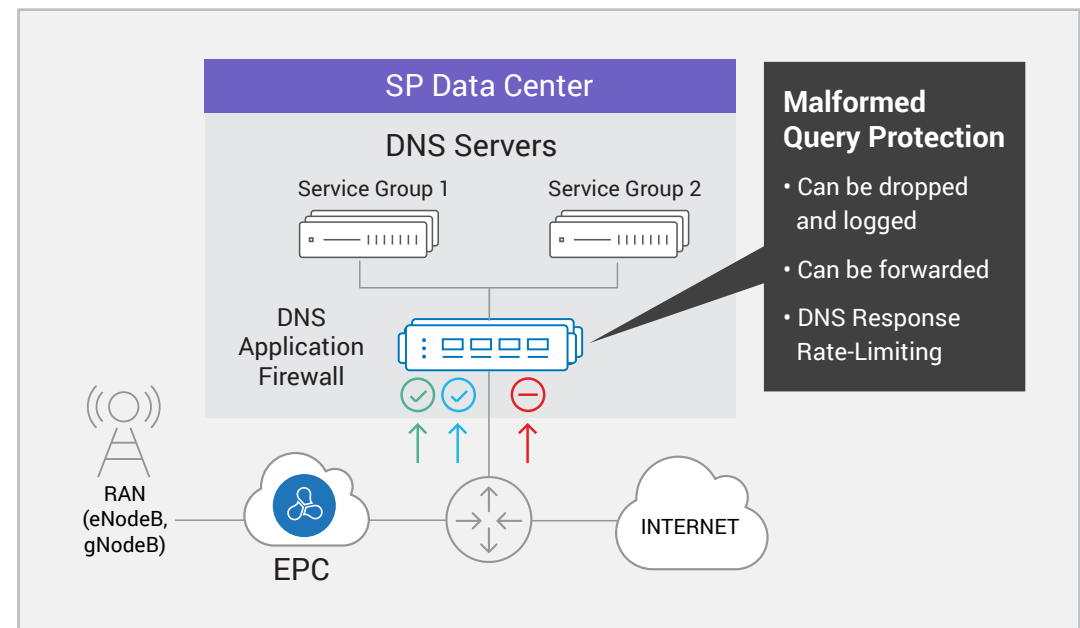 SP Data Center
DNS Servers
Service Group 1
Service Group 2
DNS
Application
Firewall
Malformed
Query Protection
• Can be dropped
and logged
• Can be forwarded
• DNS Response
Rate-Limiting
RAN
(eNodeB,
gNodeB)
EPC
INTERNET